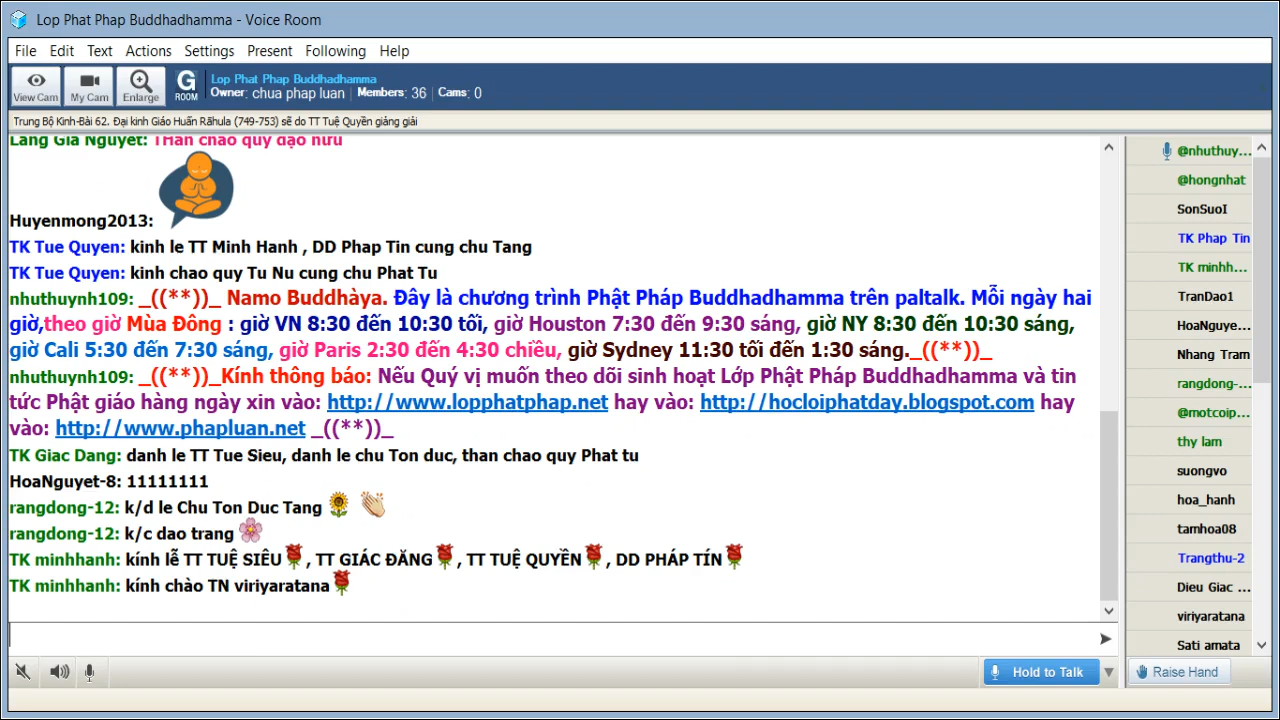 Lop Phat Phap Buddhadhamma - Voice Room
File Edit Text Actions Settings Present Following Help
View Cam My Cam Enlarge G ROOM
Lop Phat Phap Buddhadhamma
Owner: chua phap luan Members: 36 Cams: 0
Trung Bộ Kinh-Bài 62. Đại kinh Giáo Huấn Rāhula (749-753) sẽ do TT Tuệ Quyền giảng giải
Lang Gia Nguyet: THan chao quy dao huu
Huyenmong2013:
TK Tue Quyen: kinh le TT Minh Hanh , DD Phap Tin cung chu Tang
TK Tue Quyen: kinh chao quy Tu Nu cung chu Phat Tu
nhuthuynh109: _((**))_ Namo Buddhàya. Đây là chương trình Phật Pháp Buddhadhamma trên paltalk. Mỗi ngày hai
giờ,theo giờ Mùa Đông : giờ VN 8:30 đến 10:30 tối, giờ Houston 7:30 đến 9:30 sáng, giờ NY 8:30 đến 10:30 sáng,
giờ Cali 5:30 đến 7:30 sáng, giờ Paris 2:30 đến 4:30 chiều, giờ Sydney 11:30 tối đến 1:30 sáng._((**))_
nhuthuynh109: _((**))_Kính thông báo: Nếu Quý vị muốn theo dõi sinh hoạt Lớp Phật Pháp Buddhadhamma và tin
tức Phật giáo hàng ngày xin vào: http://www.lopphatphap.net hay vào: http://hocloiphatday.blogspot.com hay
vào: http://www.phapluan.net _((**))_
TK Giac Dang: danh le TT Tue Sieu, danh le chu Ton duc, than chao quy Phat tu
HoaNguyet-8: 11111111
rangdong-12: k/d le Chu Ton Duc Tang
rangdong-12: k/c dao trang
TK minhhanh: kính lễ TT TUỆ SIÊU, TT GIÁC ĐĂNG, TT TUỆ QUYỀN, DD PHÁP TÍN
TK minhhanh: kính chào TN viriyaratana
@nhuthuy...
@hongnhat
SonSuoI
TK Phap Tin
TK minhh...
TranDao1
HoaNguye...
Nhang Tram
rangdong-...
@motcoip...
thy lam
suongvo
hoa_hanh
tamhoa08
Trangthu-2
Dieu Giac ...
viriyaratana
Sati amata
Hold to Talk
Raise Hand